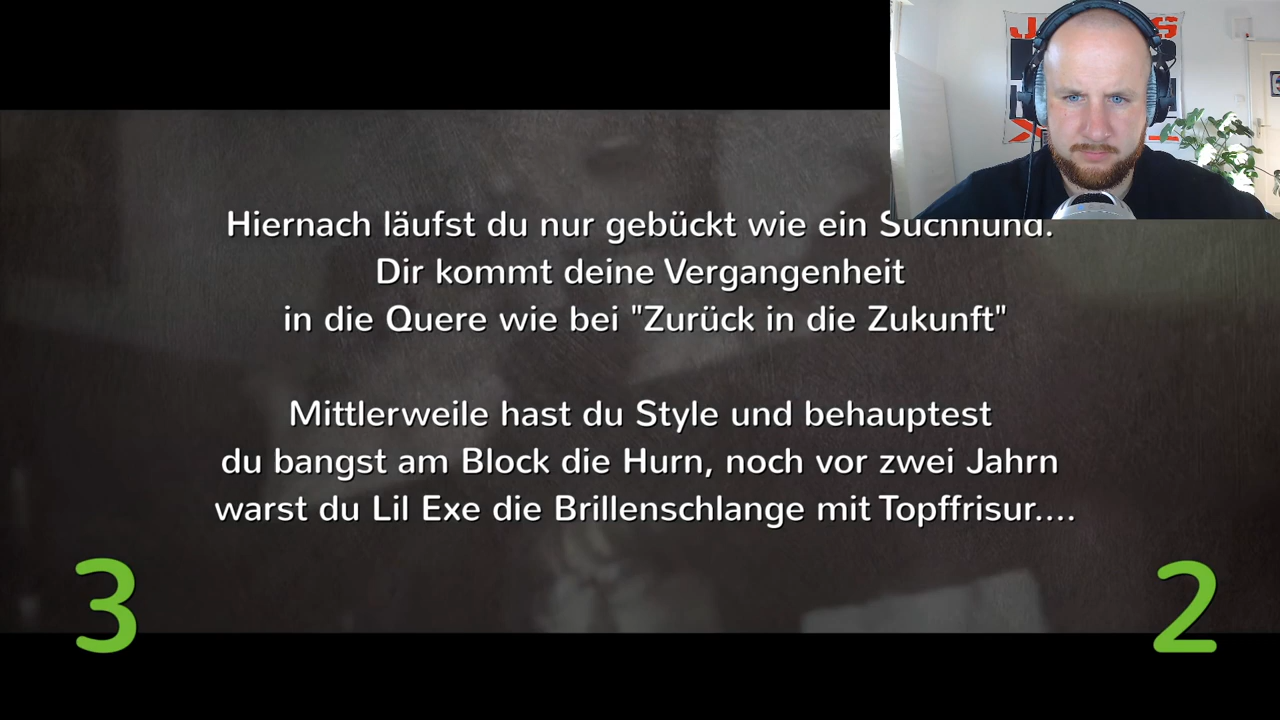 Hiernach läufst du nur gebückt wie ein Suchhund.
Dir kommt deine Vergangenheit
in die Quere wie bei "Zurück in die Zukunft"
Mittlerweile hast du Style und behauptest
du bangst am Block die Hurn, noch vor zwei Jahrn
warst du Lil Exe die Brillenschlange mit Topffrisur....
3
2